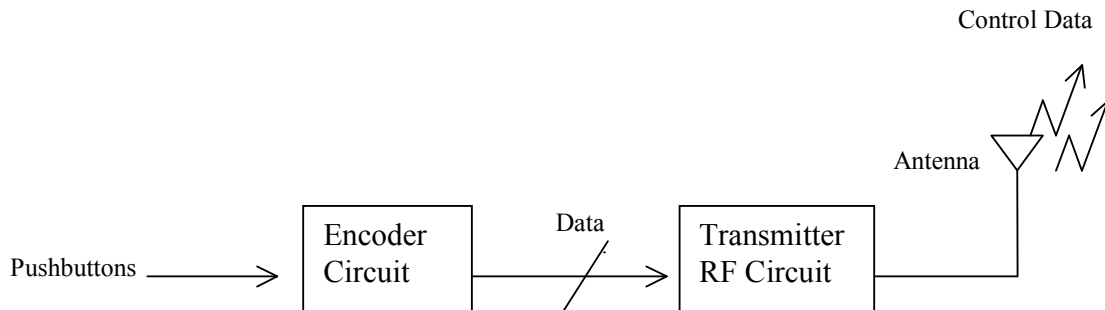 Control Data
Antenna
Encoder
Circuit
Data
Transmitter
RF Circuit
Pushbuttons